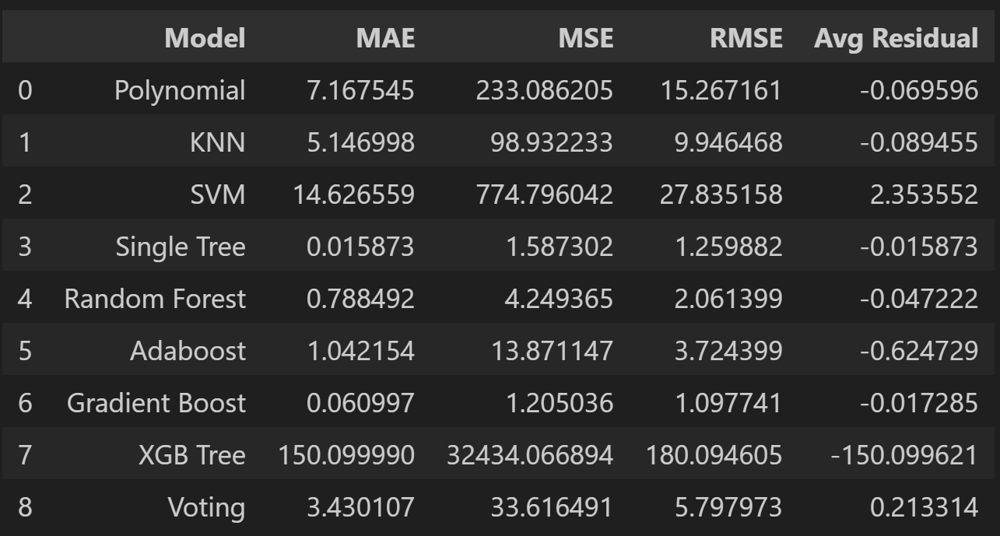 Model MAE MSE RMSE Avg Residual
0 Polynomial 7.167545 233.086205 15.267161 -0.069596
1 KNN 5.146998 98.932233 9.946468 -0.089455
2 SVM 14.626559 774.796042 27.835158 2.353552
3 Single Tree 0.015873 1.587302 1.259882 -0.015873
4 Random Forest 0.788492 4.249365 2.061399 -0.047222
5 Adaboost 1.042154 13.871147 3.724399 -0.624729
6 Gradient Boost 0.060997 1.205036 1.097741 -0.017285
7 XGB Tree 150.099990 32434.066894 180.094605 -150.099621
8 Voting 3.430107 33.616491 5.797973 0.213314